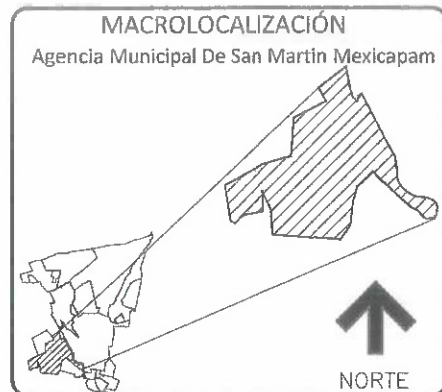 MACROLOCALIZACIÓN
Agencia Municipal De San Martin Mexicapam
NORTE